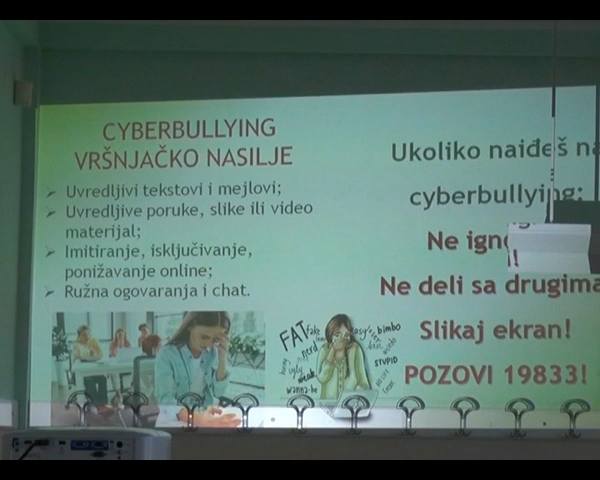 CYBERBULLYING
VRŠNJAČKO NASILJE
Uvredljivi tekstovi i mejlovi;
Uvredljive poruke, slike ili video
materijal;
Imitiranje, isključivanje,
ponižavanje online;
Ružna ogovaranja i chat.
Ukoliko naiđeš
cyberbullying:
Ne
Ne deli sa drugima
Slikaj ekran!
POZOVI 19833!
FAT
fake
nerd
ugly
weak
wanna-be
bimbo
STUPID